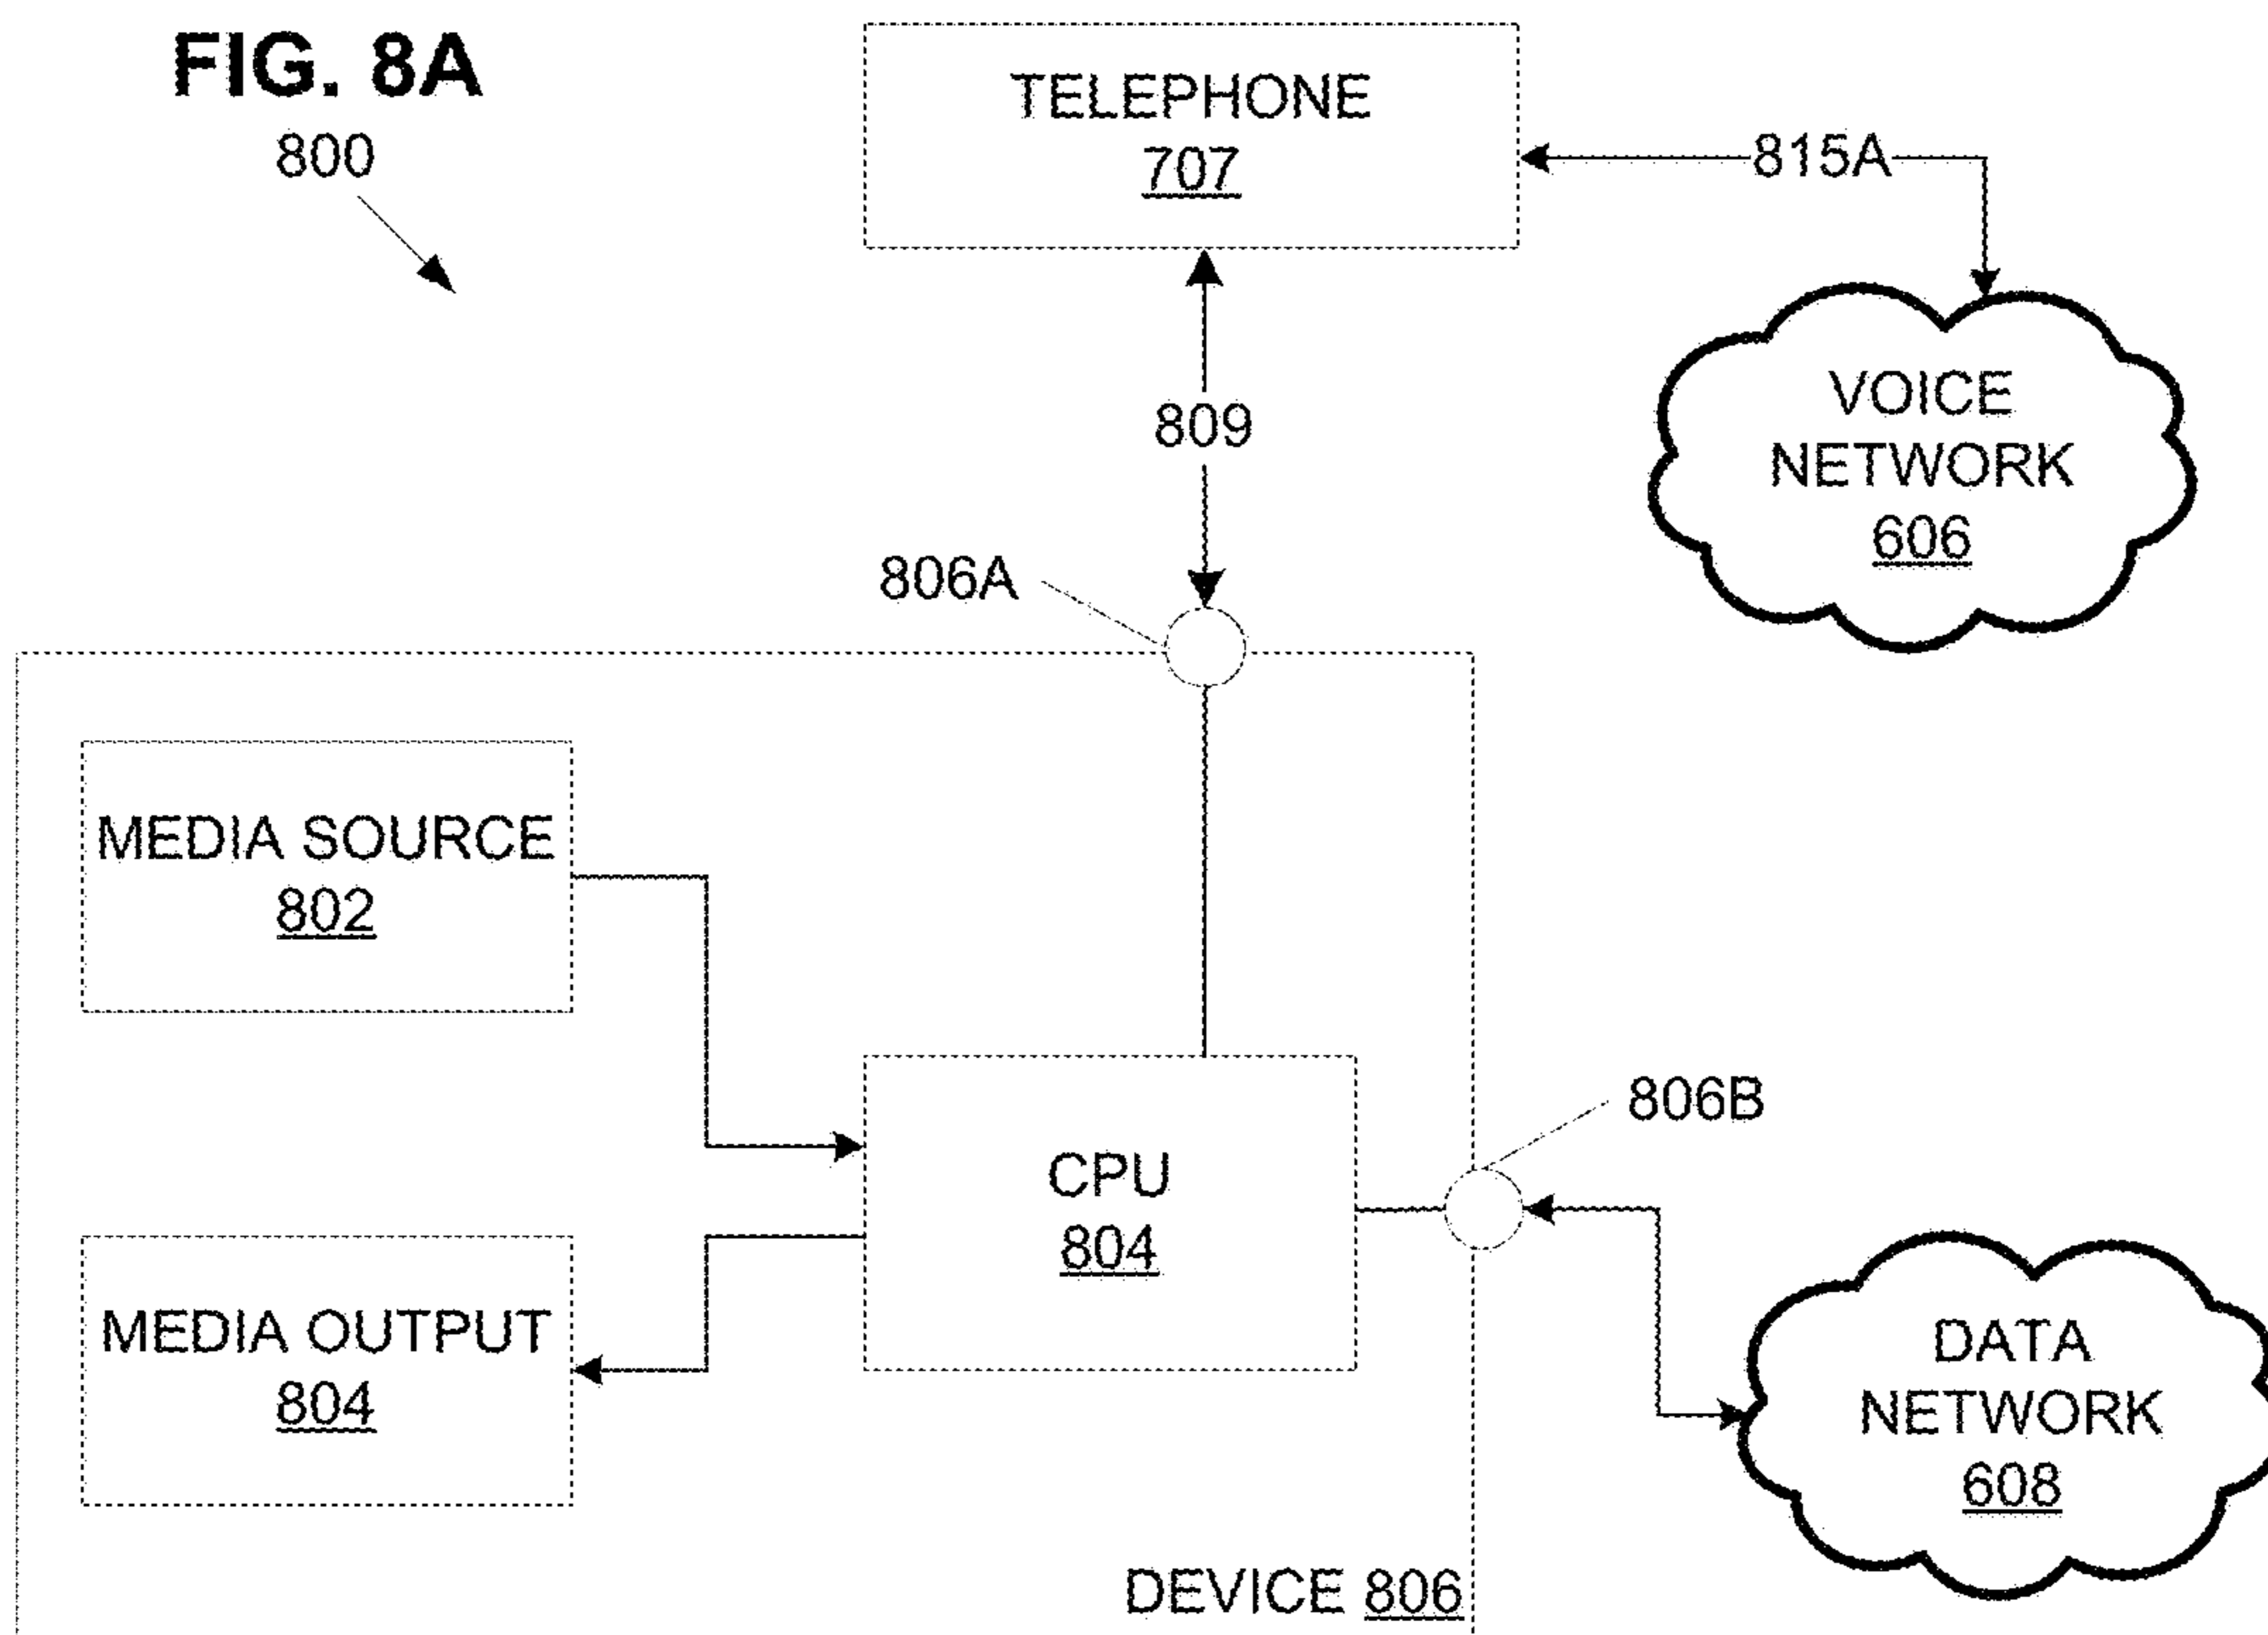 FIG. 8A
800
TELEPHONE
707
815A
VOICE
NETWORK
606
809
806A
MEDIA SOURCE
802
CPU
804
806B
MEDIA OUTPUT
804
DATA
NETWORK
608
DEVICE 806